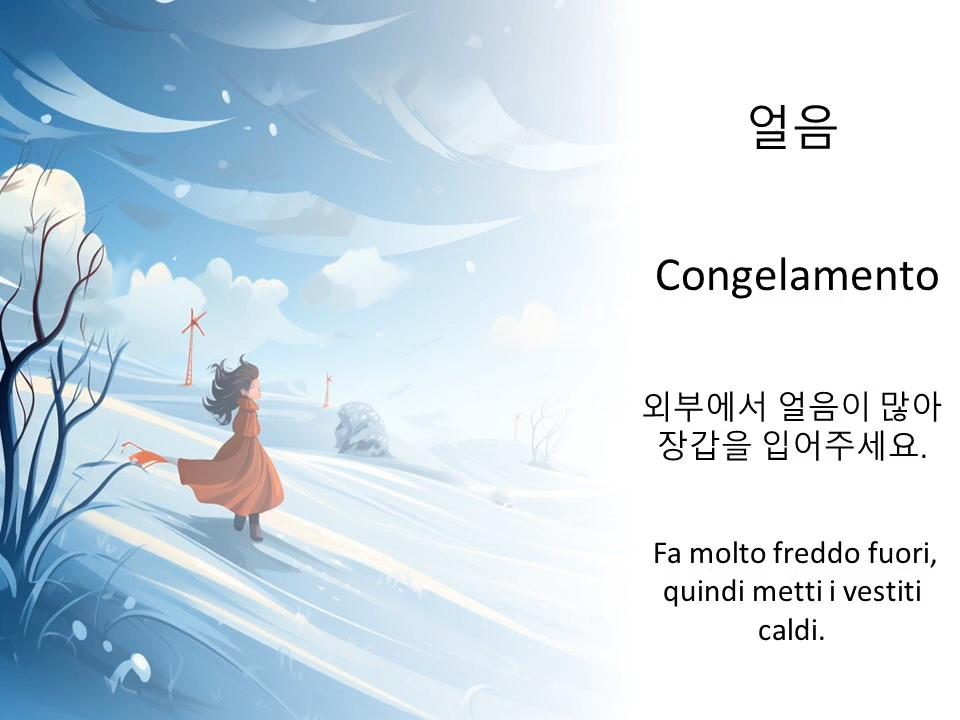 얼음
Congelamento
외부에서 얼음이 많아
장갑을 입어주세요.
Fa molto freddo fuori,
quindi metti i vestiti
caldi.